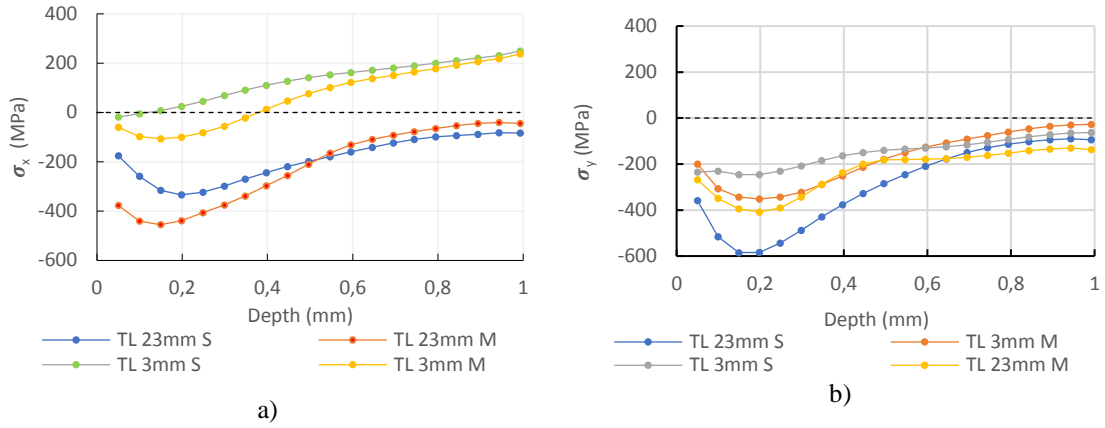 400
200
0
-200
-400
-600
σx (MPa)
0 0,2 0,4 0,6 0,8 1
Depth (mm)
TL 23mm S TL 23mm M
TL 3mm S TL 3mm M
a)
400
200
0
-200
-400
-600
σy (MPa)
0 0,2 0,4 0,6 0,8 1
Depth (mm)
TL 23mm S TL 3mm M
TL 3mm S TL 23mm M
b)